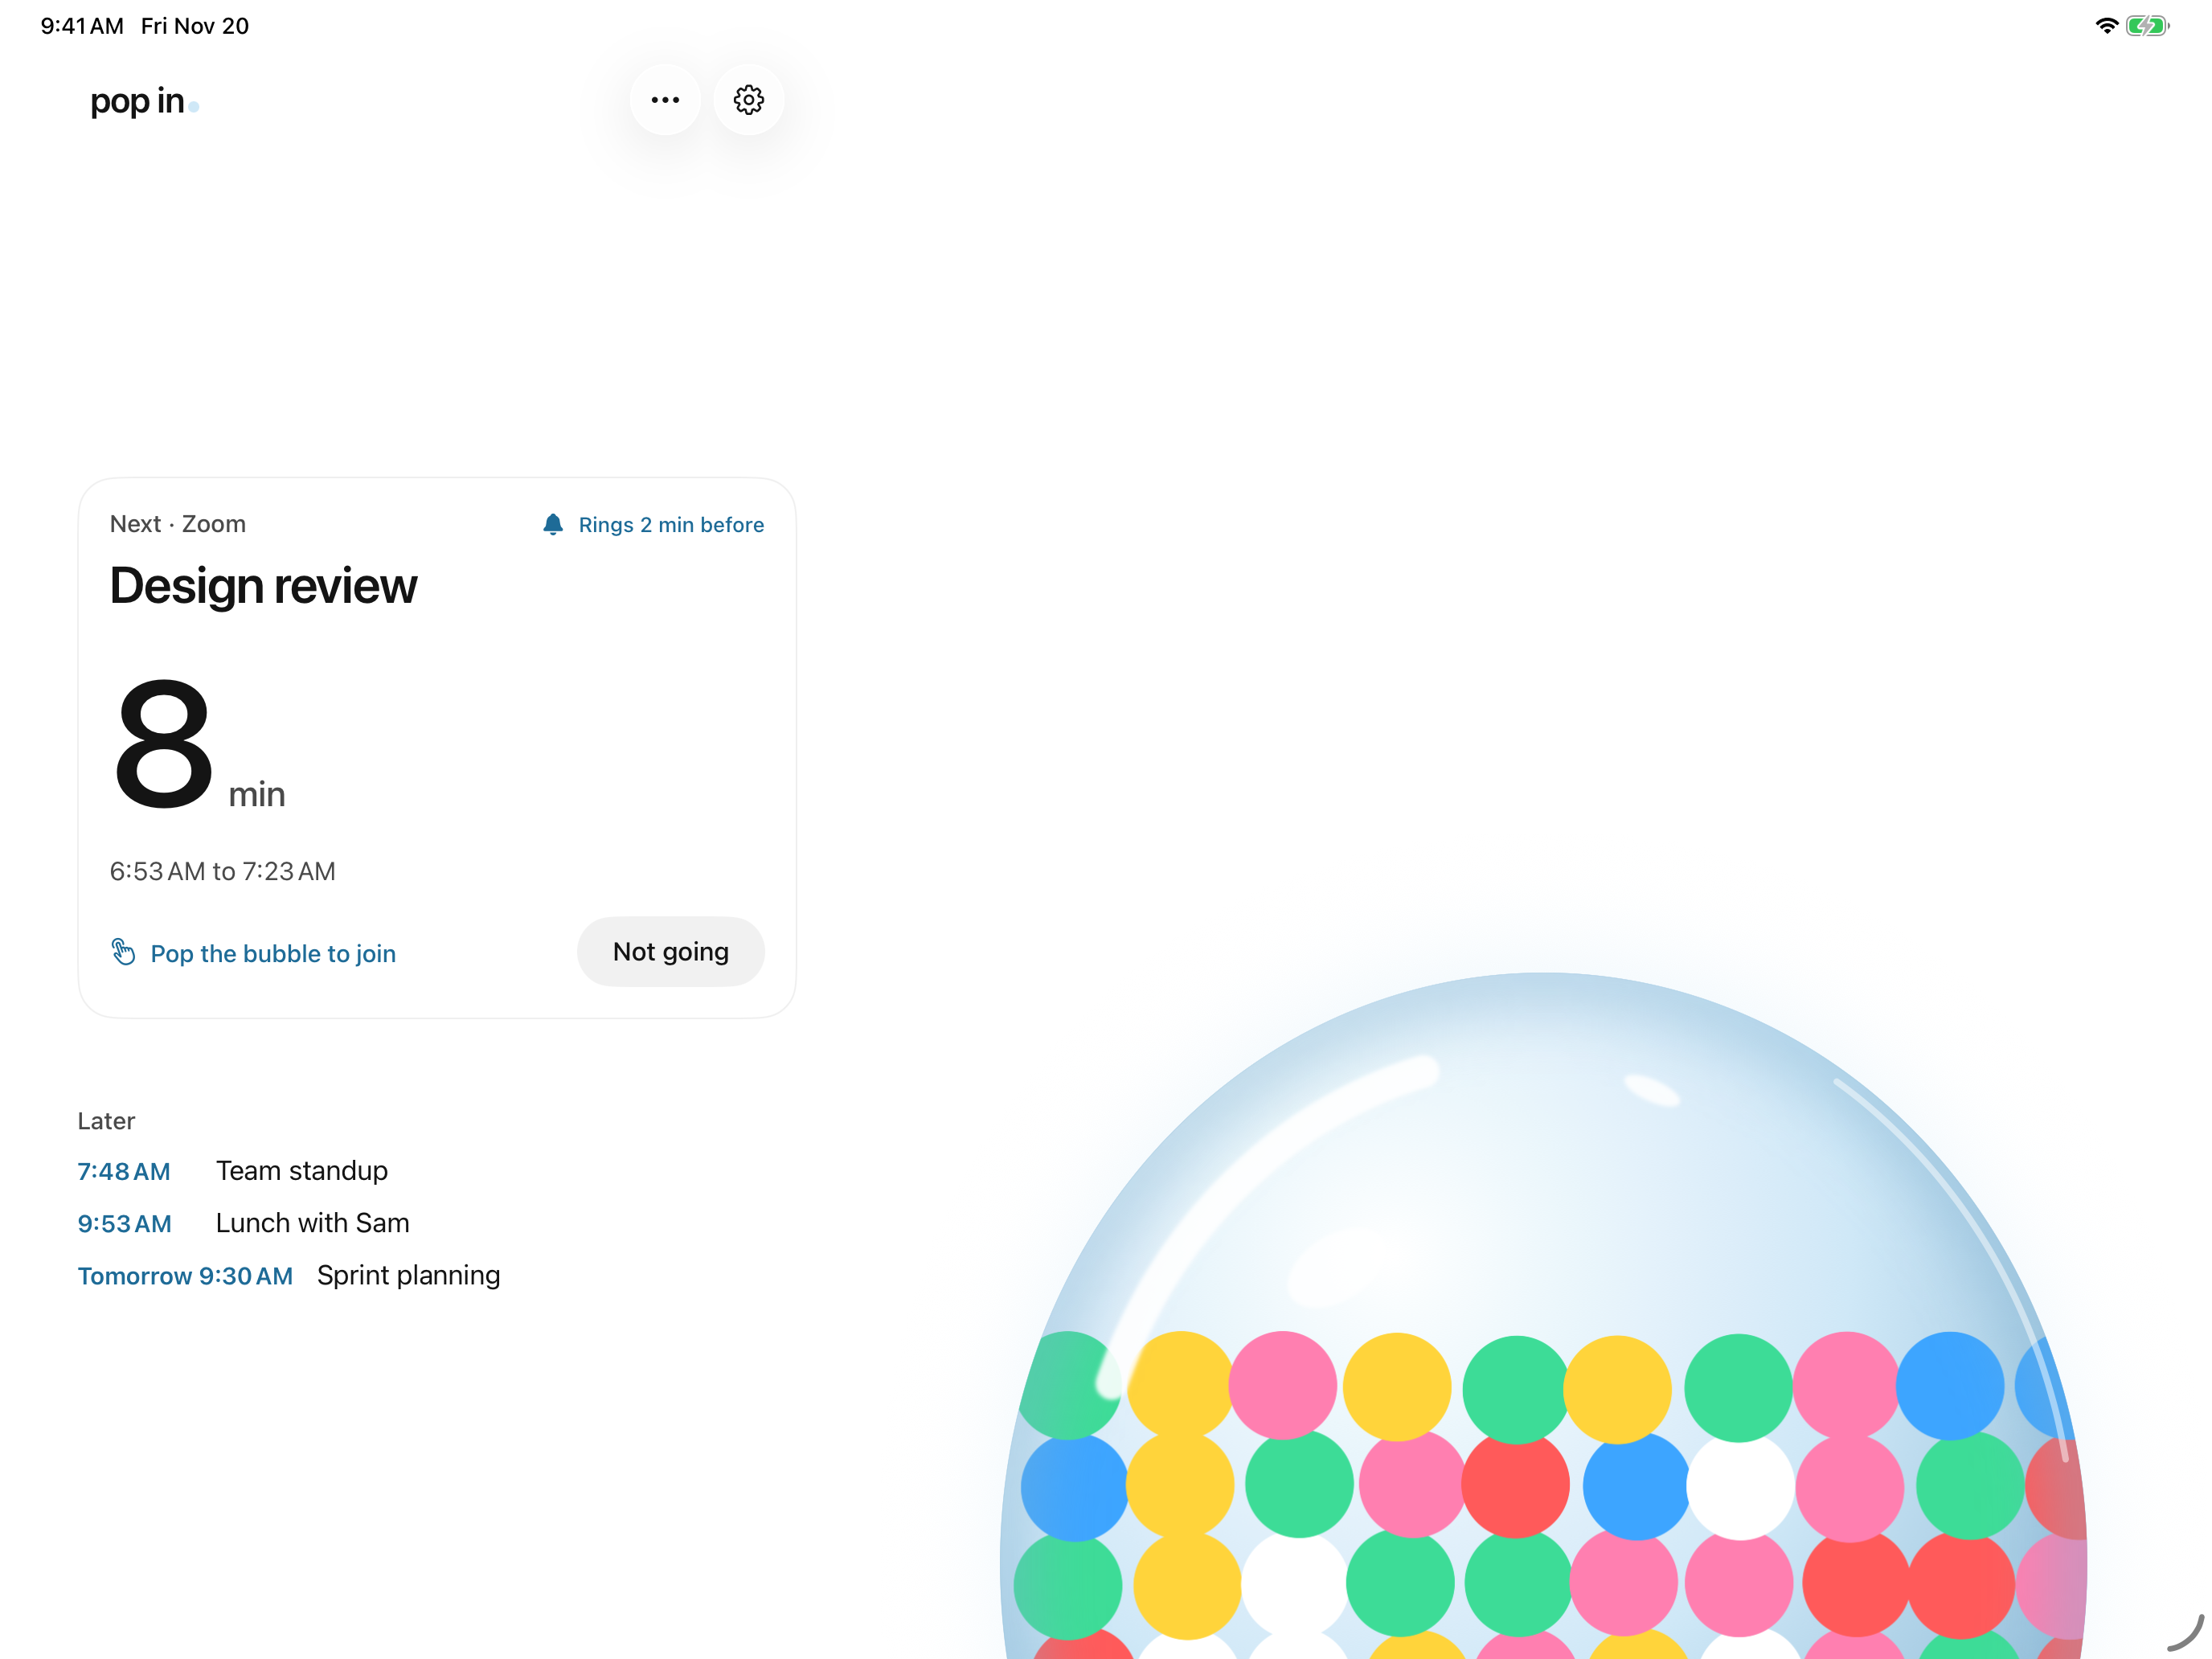 9:41 AM Fri Nov 20
pop in
Next · Zoom
Rings 2 min before
Design review
8 min
6:53 AM to 7:23 AM
Pop the bubble to join
Not going
Later
7:48 AM Team standup
9:53 AM Lunch with Sam
Tomorrow 9:30 AM Sprint planning